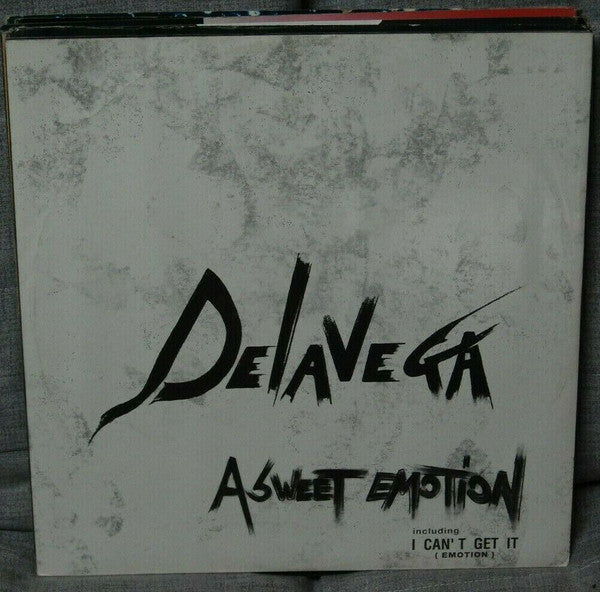 DelaVEGA
A SWEET EMOTION
including
I CAN'T GET IT
( EMOTION )